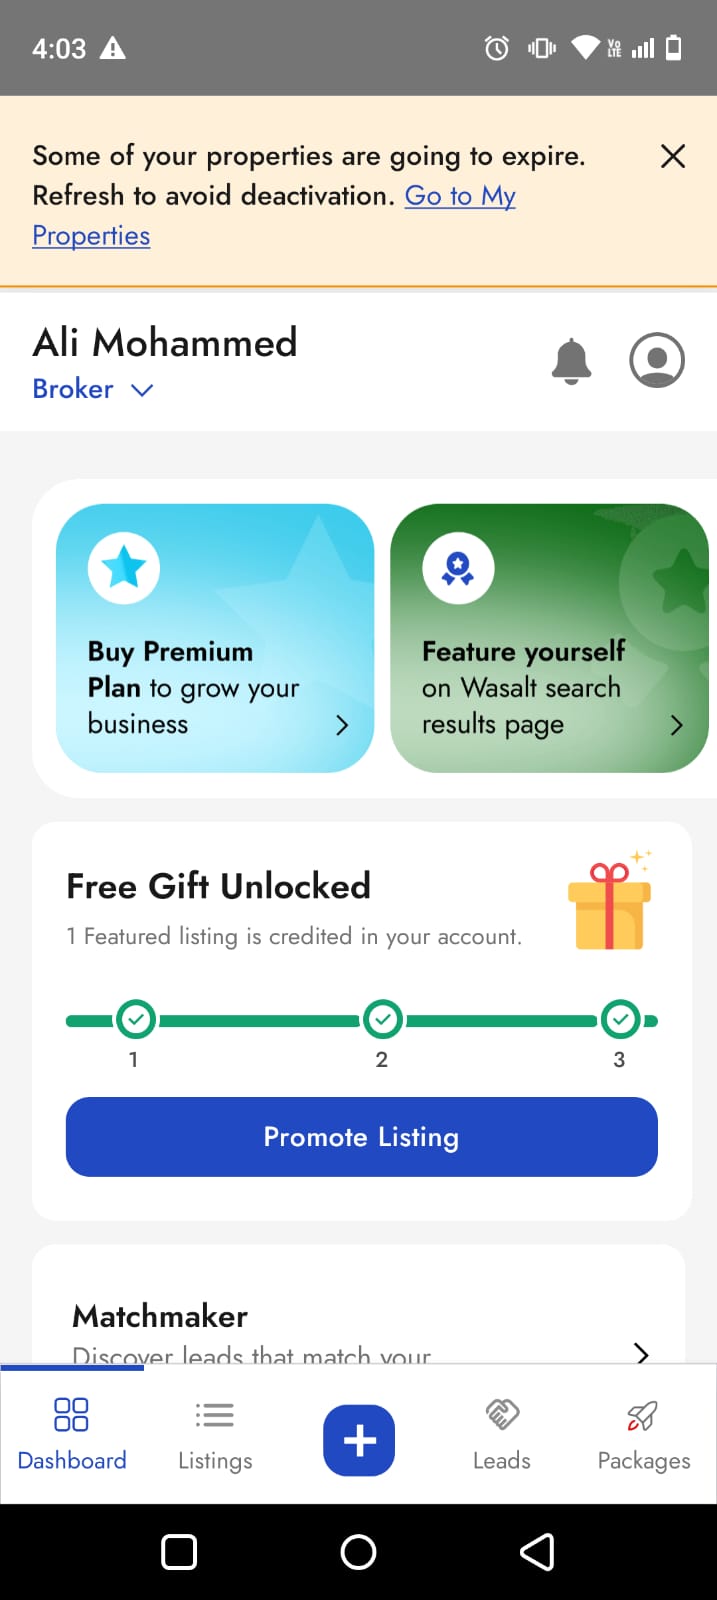 4:03
Vo
LTE
Some of your properties are going to expire.
Refresh to avoid deactivation. Go to My
Properties
Ali Mohammed
Broker
Buy Premium
Plan to grow your
business
Feature yourself
on Wasalt search
results page
Free Gift Unlocked
1 Featured listing is credited in your account.
1 2 3
Promote Listing
Matchmaker
Discover leads that match your
Dashboard Listings Leads Packages